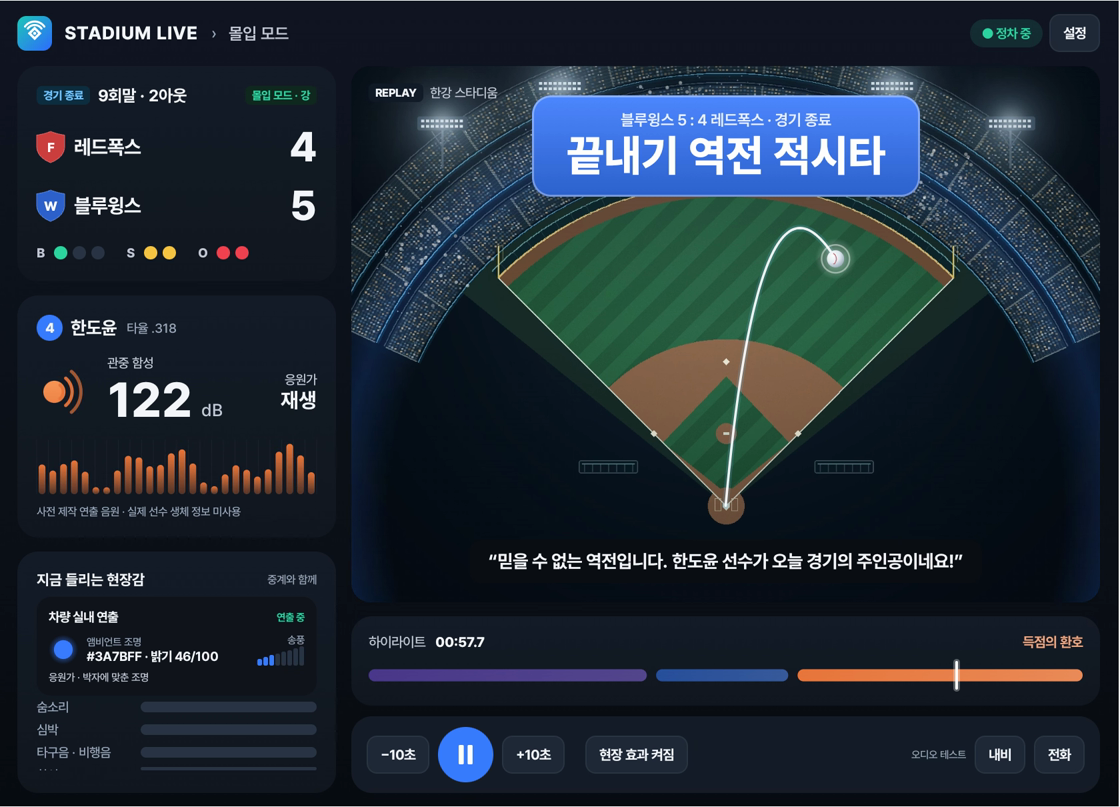 STADIUM LIVE › 몰입 모드
정차 중
설정
경기 종료 9회말 · 2아웃 몰입 모드 · 강
F 레드폭스 4
W 블루윙스 5
B S O
4 한도윤 타율 .318
관중 함성
122 dB
응원가
재생
사전 제작 연출 음원 · 실제 선수 생체 정보 미사용
지금 들리는 현장감 중계와 함께
차량 실내 연출 연출 중
앰비언트 조명
#3A7BFF · 밝기 46/100
송풍
응원가 · 박자에 맞춘 조명
숨소리
심박
타구음 · 비행음
REPLAY 한강 스타디움
블루윙스 5 : 4 레드폭스 · 경기 종료
끝내기 역전 적시타
“믿을 수 없는 역전입니다. 한도윤 선수가 오늘 경기의 주인공이네요!”
하이라이트 00:57.7 득점의 환호
−10초
+10초
현장 효과 켜짐
오디오 테스트
내비
전화